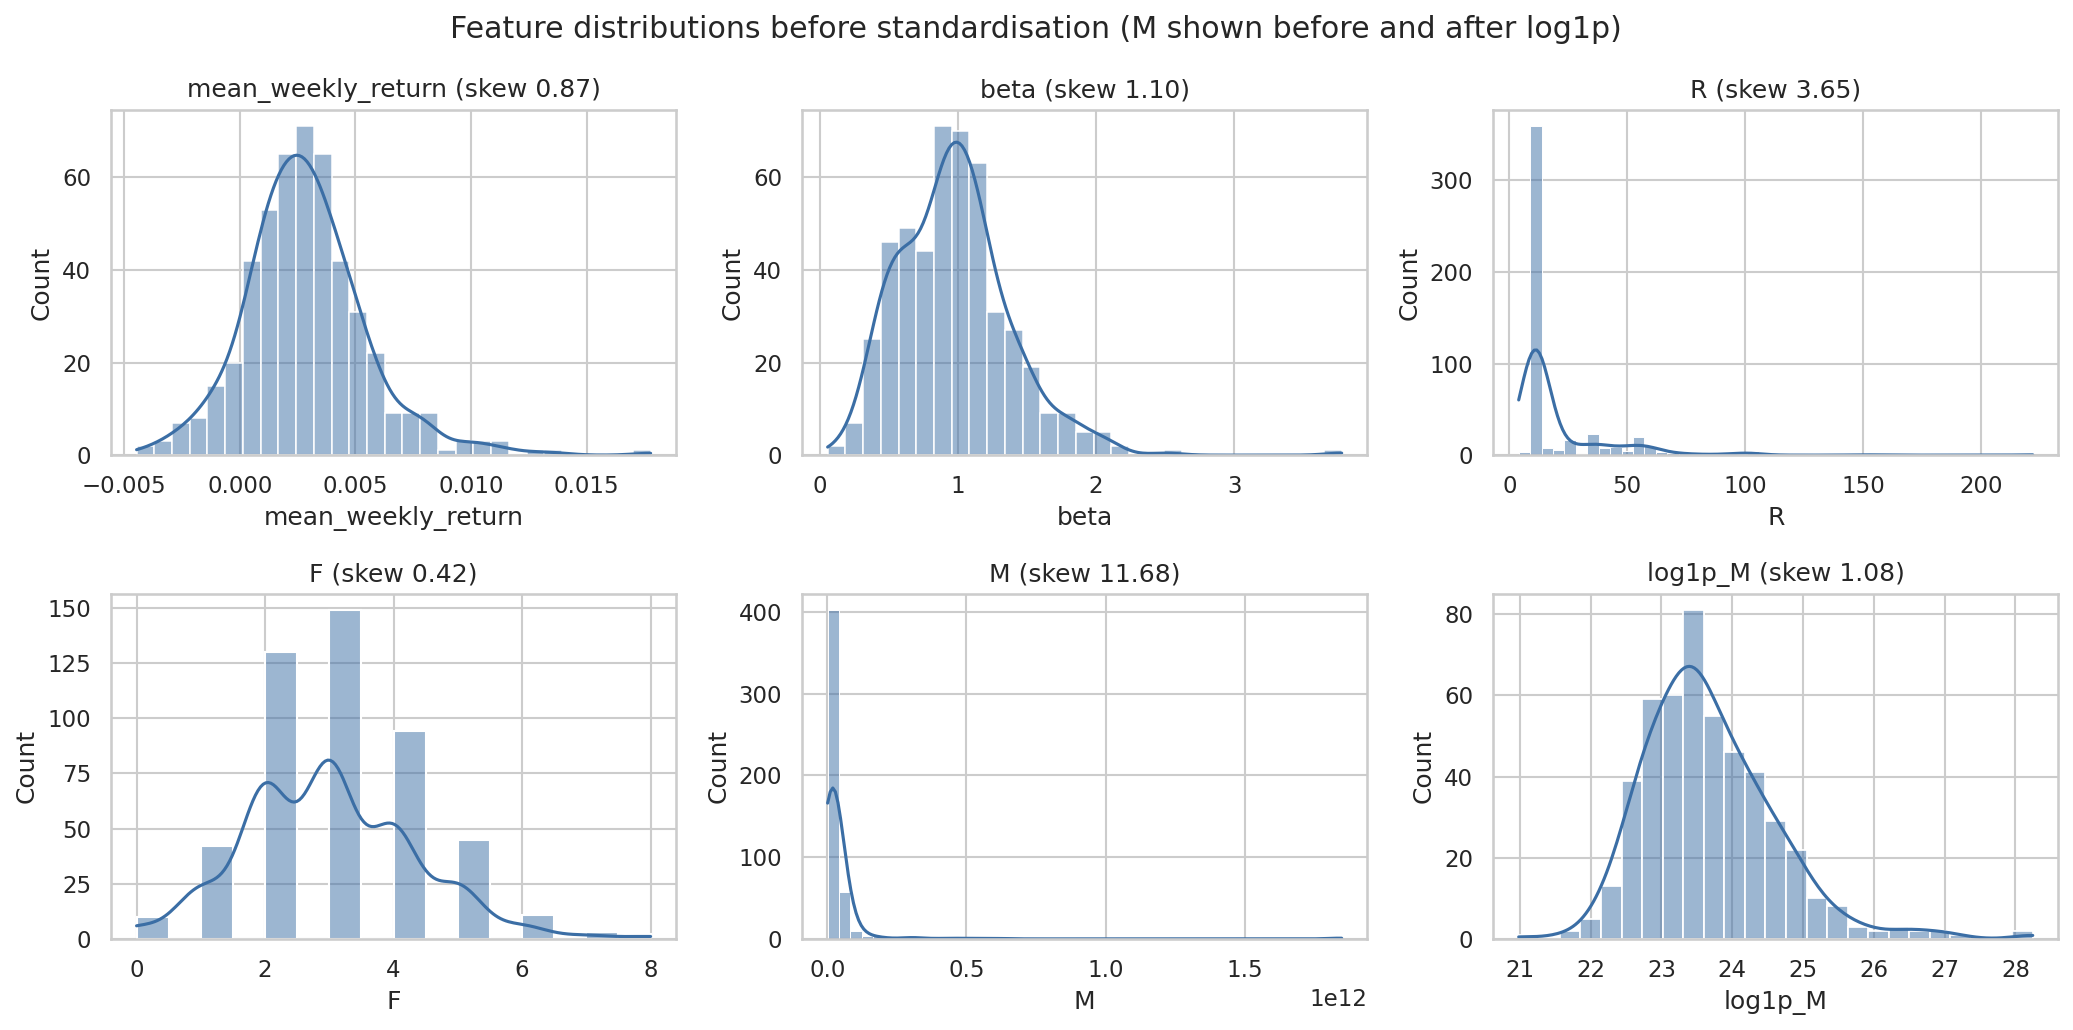 Feature distributions before standardisation (M shown before and after log1p)
mean_weekly_return (skew 0.87)
60
40
20
0
Count
−0.005 0.000 0.005 0.010 0.015
mean_weekly_return
beta (skew 1.10)
60
40
20
0
Count
0 1 2 3
beta
R (skew 3.65)
300
200
100
0
Count
0 50 100 150 200
R
F (skew 0.42)
150
125
100
75
50
25
0
Count
0 2 4 6 8
F
M (skew 11.68)
400
300
200
100
0
Count
0.0 0.5 1.0 1.5
1e12
M
log1p_M (skew 1.08)
80
60
40
20
0
Count
21 22 23 24 25 26 27 28
log1p_M